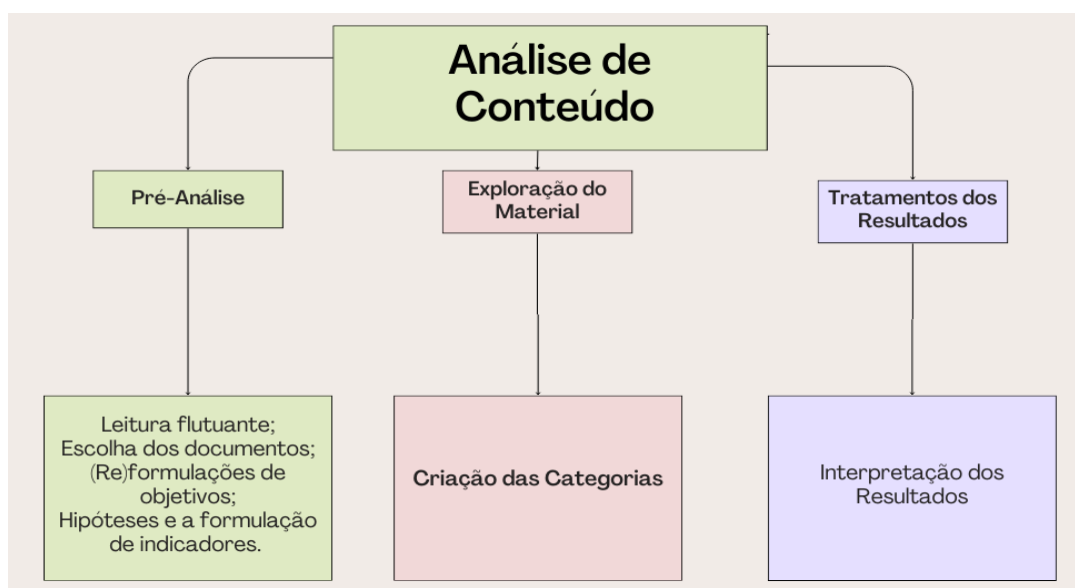 Análise de
Conteúdo
Pré-Análise
Exploração do
Material
Tratamentos dos
Resultados
Leitura flutuante;
Escolha dos documentos;
(Re)formulações de
objetivos;
Hipóteses e a formulação
de indicadores.
Criação das Categorias
Interpretação dos
Resultados